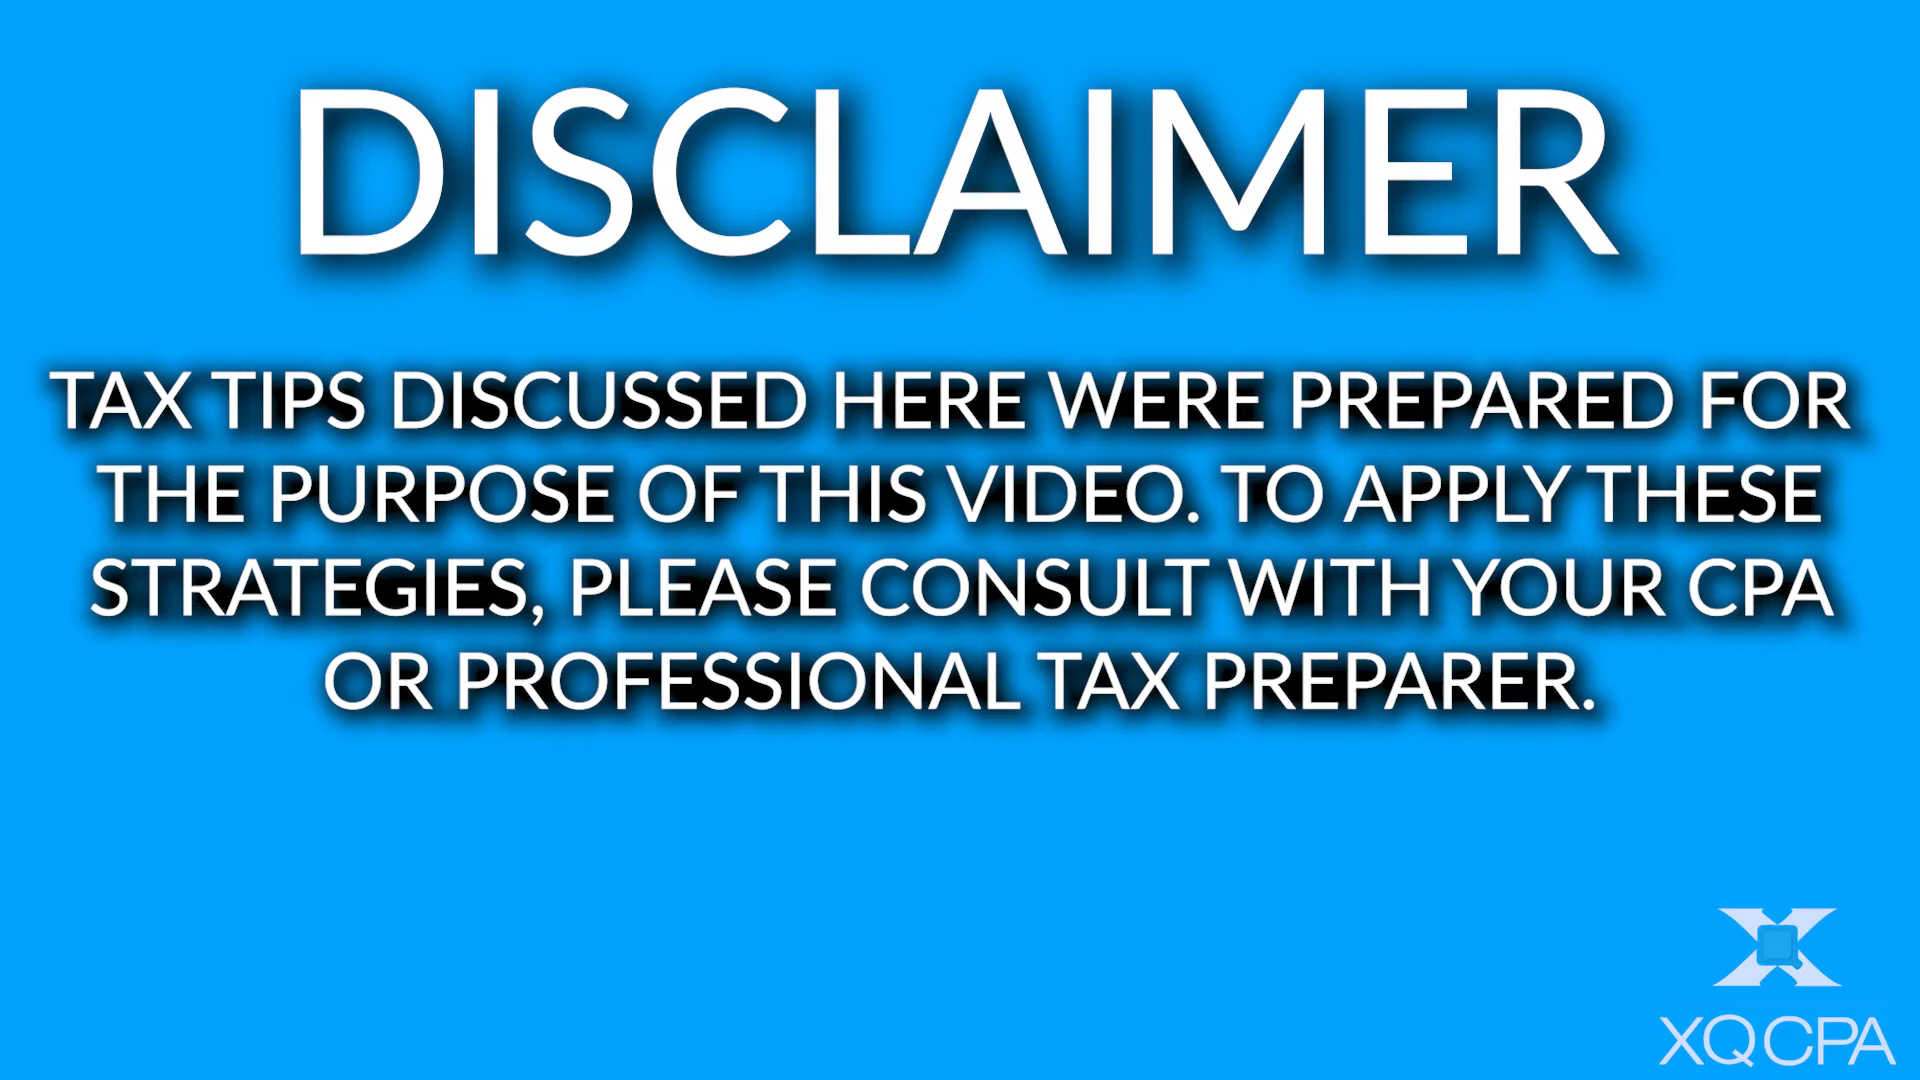 DISCLAIMER
TAX TIPS DISCUSSED HERE WERE PREPARED FOR
THE PURPOSE OF THIS VIDEO. TO APPLY THESE
STRATEGIES, PLEASE CONSULT WITH YOUR CPA
OR PROFESSIONAL TAX PREPARER.
XQ CPA